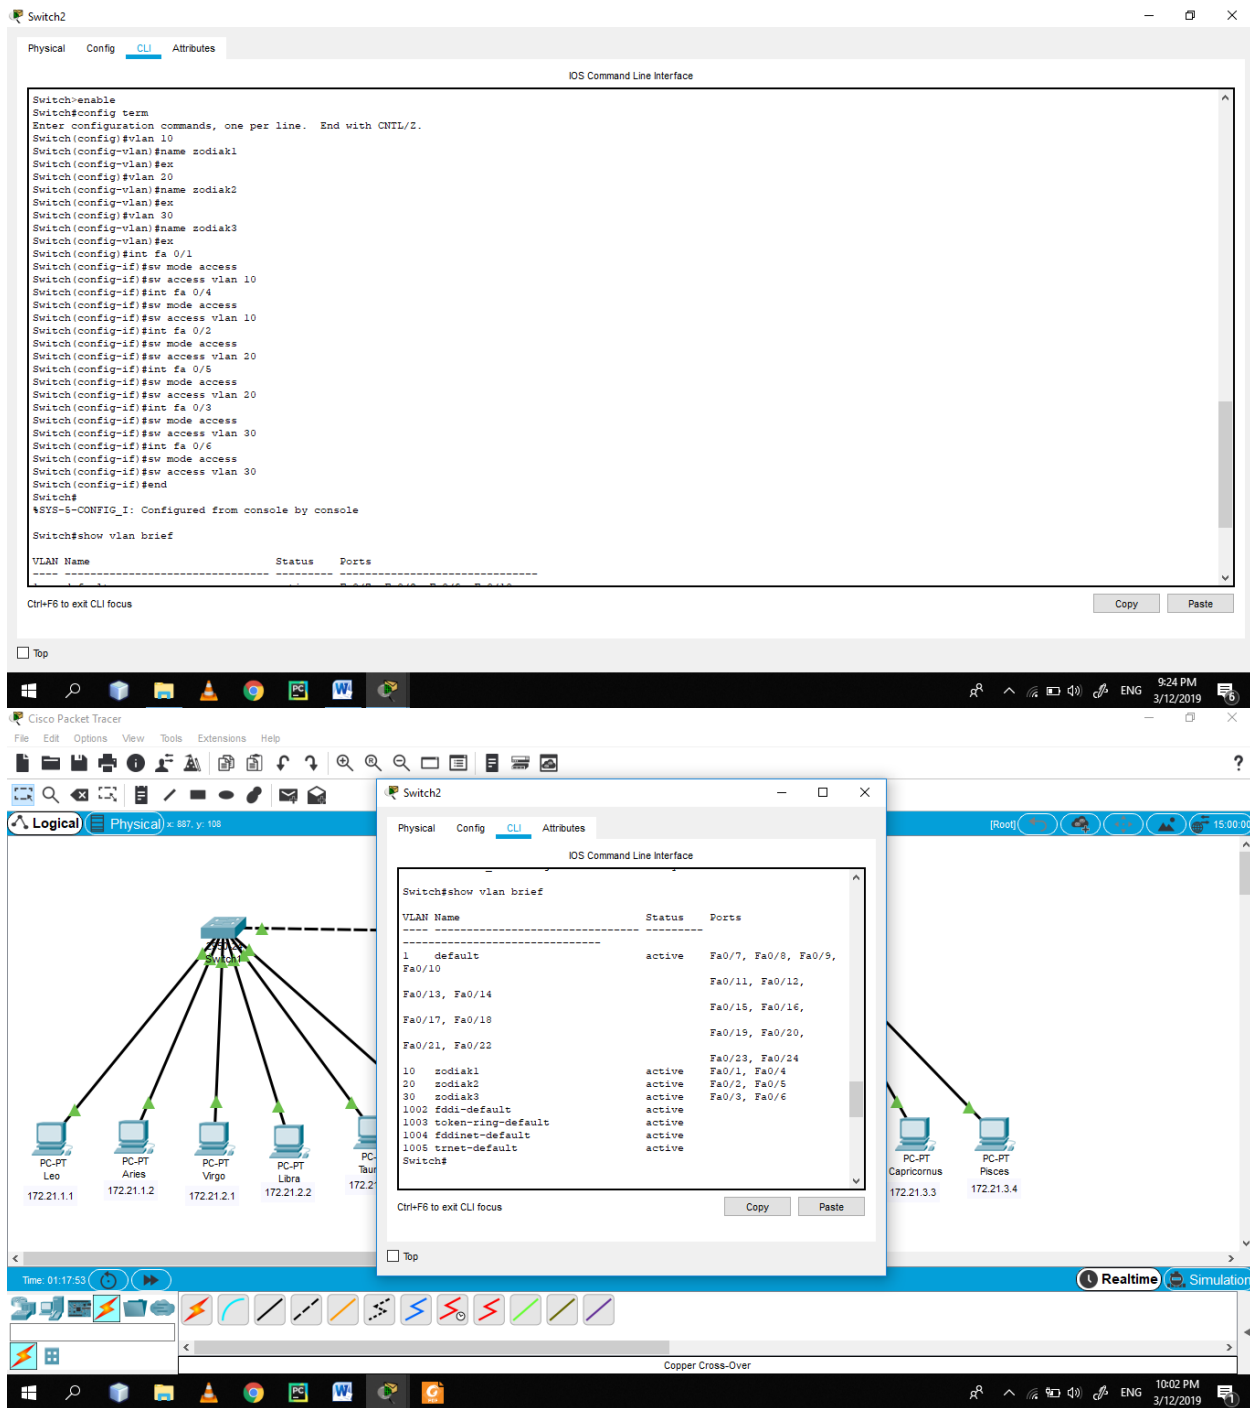 Switch2
Physical Config CLI Attributes
IOS Command Line Interface
Switch>enable
Switch#config term
Enter configuration commands, one per line.  End with CNTL/Z.
Switch(config)#vlan 10
Switch(config-vlan)#name zodiak1
Switch(config-vlan)#ex
Switch(config)#vlan 20
Switch(config-vlan)#name zodiak2
Switch(config-vlan)#ex
Switch(config)#vlan 30
Switch(config-vlan)#name zodiak3
Switch(config-vlan)#ex
Switch(config)#int fa 0/1
Switch(config-if)#sw mode access
Switch(config-if)#sw access vlan 10
Switch(config-if)#int fa 0/4
Switch(config-if)#sw mode access
Switch(config-if)#sw access vlan 10
Switch(config-if)#int fa 0/2
Switch(config-if)#sw mode access
Switch(config-if)#sw access vlan 20
Switch(config-if)#int fa 0/5
Switch(config-if)#sw mode access
Switch(config-if)#sw access vlan 20
Switch(config-if)#int fa 0/3
Switch(config-if)#sw mode access
Switch(config-if)#sw access vlan 30
Switch(config-if)#int fa 0/6
Switch(config-if)#sw mode access
Switch(config-if)#sw access vlan 30
Switch(config-if)#end
Switch#
%SYS-5-CONFIG_I: Configured from console by console
Switch#show vlan brief
VLAN Name Status Ports
Ctrl+F6 to exit CLI focus
Copy Paste
Top
ENG 9:24 PM
3/12/2019
6
Cisco Packet Tracer
File Edit Options View Tools Extensions Help
Logical Physical x: 887, y: 108
[Root] 15:00:00
Switch2
Physical Config CLI Attributes
IOS Command Line Interface
Switch#show vlan brief
VLAN Name Status Ports
---- -------------------------------- ---------
-------------------------------
1 default active Fa0/7, Fa0/8, Fa0/9,
Fa0/10
Fa0/11, Fa0/12,
Fa0/13, Fa0/14
Fa0/15, Fa0/16,
Fa0/17, Fa0/18
Fa0/19, Fa0/20,
Fa0/21, Fa0/22
Fa0/23, Fa0/24
10 zodiak1 active Fa0/1, Fa0/4
20 zodiak2 active Fa0/2, Fa0/5
30 zodiak3 active Fa0/3, Fa0/6
1002 fddi-default active
1003 token-ring-default active
1004 fddinet-default active
1005 trnet-default active
Switch#
Ctrl+F6 to exit CLI focus
Copy Paste
Top
Switch1
PC-PT
Leo
172.21.1.1
PC-PT
Aries
172.21.1.2
PC-PT
Virgo
172.21.2.1
PC-PT
Libra
172.21.2.2
PC-
Taur
172.2
PC-PT
Capricornus
172.21.3.3
PC-PT
Pisces
172.21.3.4
Time: 01:17:53
Realtime Simulation
Copper Cross-Over
ENG 10:02 PM
3/12/2019
1